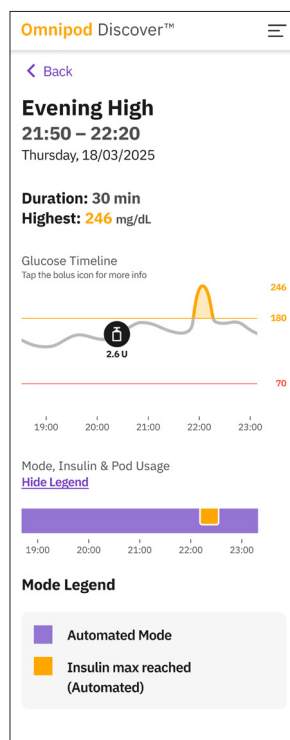 Omnipod Discover™
Back
Evening High
21:50 – 22:20
Thursday, 18/03/2025
Duration: 30 min
Highest: 246 mg/dL
Glucose Timeline
Tap the bolus icon for more info
246
180
2.6 U
70
19:00 20:00 21:00 22:00 23:00
Mode, Insulin & Pod Usage
Hide Legend
19:00 20:00 21:00 22:00 23:00
Mode Legend
Automated Mode
Insulin max reached
(Automated)